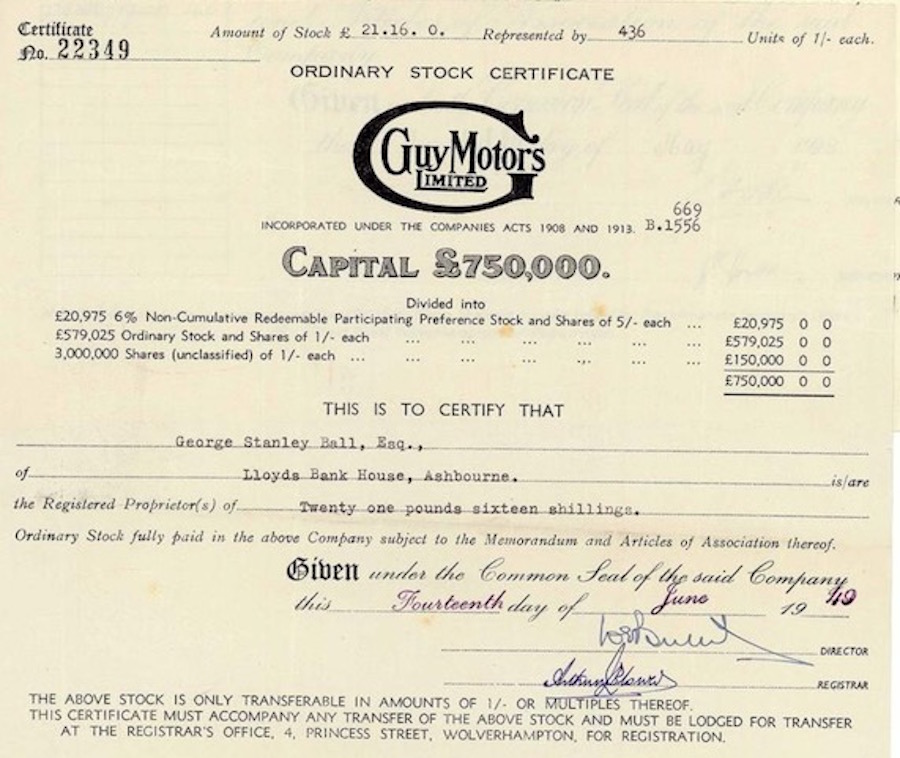 Certificate
No. 22349
Amount of Stock £ 21.16. 0. Represented by 436 Units of 1/- each.
ORDINARY STOCK CERTIFICATE
GUY MOTORS
LIMITED
669
INCORPORATED UNDER THE COMPANIES ACTS 1908 AND 1913. B.1556
CAPITAL £750,000.
Divided into
£20,975 6% Non-Cumulative Redeemable Participating Preference Stock and Shares of 5/- each ... £20,975 0 0
£579,025 Ordinary Stock and Shares of 1/- each ... ... ... ... ... ... £579,025 0 0
3,000,000 Shares (unclassified) of 1/- each ... ... ... ... ... ... ... £150,000 0 0
£750,000 0 0
THIS IS TO CERTIFY THAT
George Stanley Ball, Esq.,
of Lloyds Bank House, Ashbourne. is/are
the Registered Proprietor(s) of Twenty one pounds sixteen shillings.
Ordinary Stock fully paid in the above Company subject to the Memorandum and Articles of Association thereof.
Given under the Common Seal of the said Company
this Fourteenth day of June 19 49
DIRECTOR
REGISTRAR
THE ABOVE STOCK IS ONLY TRANSFERABLE IN AMOUNTS OF 1/- OR MULTIPLES THEREOF.
THIS CERTIFICATE MUST ACCOMPANY ANY TRANSFER OF THE ABOVE STOCK AND MUST BE LODGED FOR TRANSFER
AT THE REGISTRAR'S OFFICE, 4, PRINCESS STREET, WOLVERHAMPTON, FOR REGISTRATION.